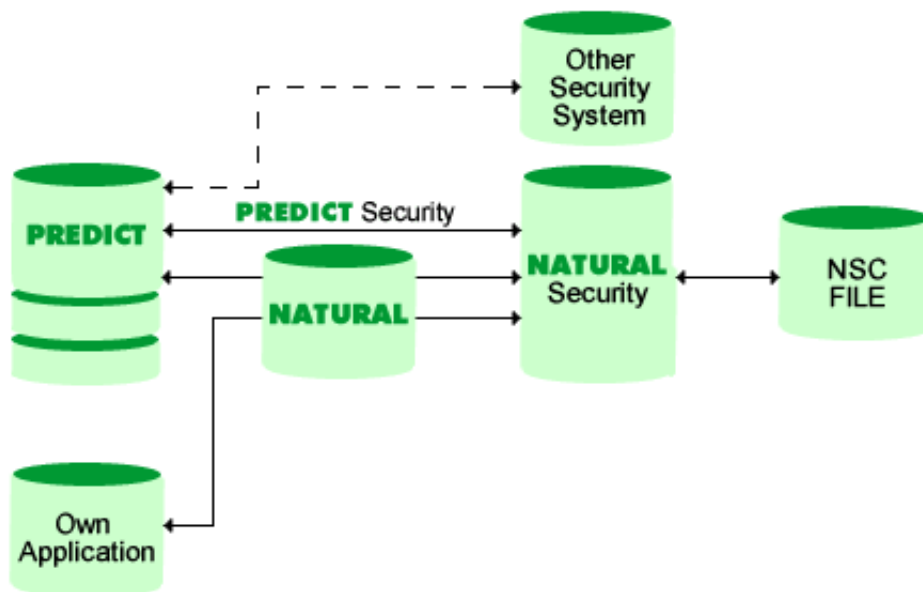 Other
Security
System
PREDICT Security
PREDICT
NATURAL
Security
NSC
FILE
NATURAL
Own
Application